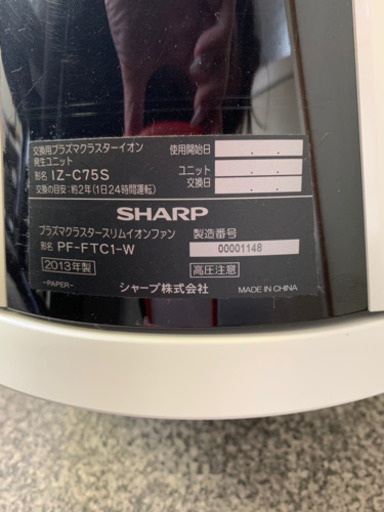 交換用プラズマクラスターイオン
発生ユニット
形名 IZ-C75S
交換の目安:約2年(1日24時間運転)
使用開始日 . .
ユニット
交換日 . .
SHARP
プラズマクラスタースリムイオンファン
形名 PF-FTC1-W
製造番号
00001148
2013年製
高圧注意
-PAPER-
シャープ株式会社
MADE IN CHINA